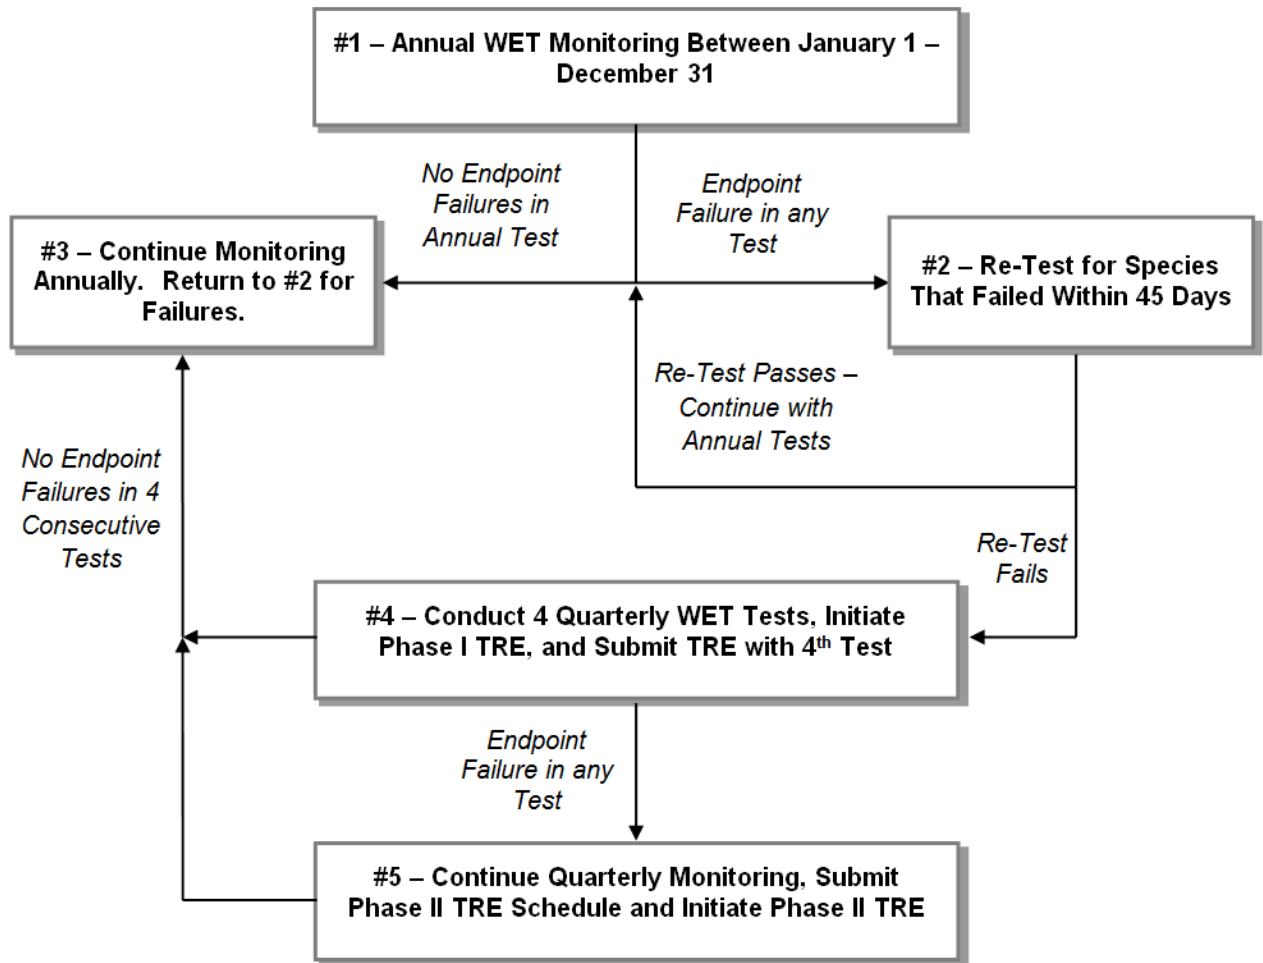 #1 – Annual WET Monitoring Between January 1 –
December 31
No Endpoint
Failures in
Annual Test
Endpoint
Failure in any
Test
#3 – Continue Monitoring
Annually.  Return to #2 for
Failures.
#2 – Re-Test for Species
That Failed Within 45 Days
Re-Test Passes –
Continue with
Annual Tests
No Endpoint
Failures in 4
Consecutive
Tests
Re-Test
Fails
#4 – Conduct 4 Quarterly WET Tests, Initiate
Phase I TRE, and Submit TRE with 4th Test
Endpoint
Failure in any
Test
#5 – Continue Quarterly Monitoring, Submit
Phase II TRE Schedule and Initiate Phase II TRE